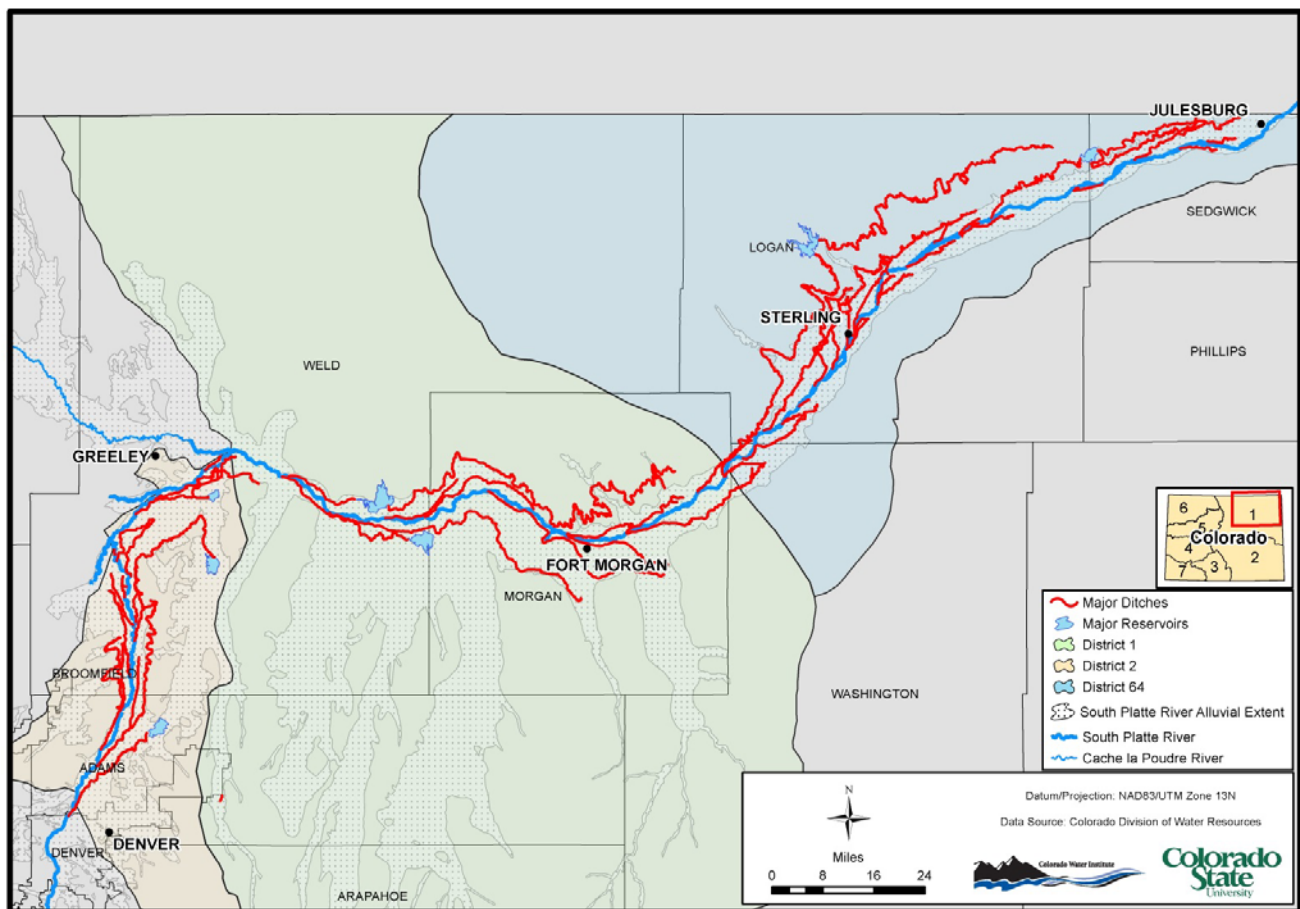 JULESBURG
SEDGWICK
LOGAN
STERLING
PHILLIPS
WELD
GREELEY
FORT MORGAN
MORGAN
BROOMFIELD
WASHINGTON
ADAMS
DENVER
DENVER
ARAPAHOE
6
1
5
Colorado
4
2
7
3
Major Ditches
Major Reservoirs
District 1
District 2
District 64
South Platte River Alluvial Extent
South Platte River
Cache la Poudre River
N
Miles
0 4 8 16 24
Datum/Projection: NAD83/UTM Zone 13N
Data Source: Colorado Division of Water Resources
Colorado Water Institute
Colorado
State
University